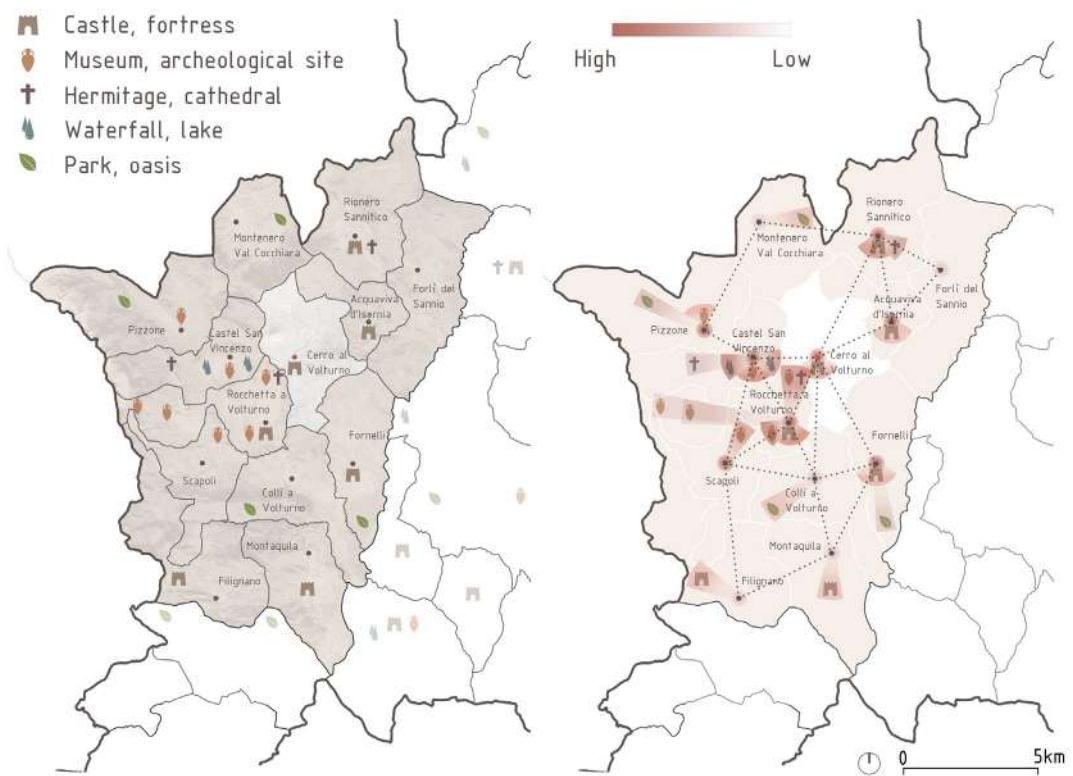 Castle, fortress
Museum, archeological site
Hermitage, cathedral
Waterfall, lake
Park, oasis
Rionero
Sannitico
Montenero
Val Cocchiara
Forlì del
Sannio
Acquaviva
d'Isernia
Pizzone
Castel San
Vincenzo
Cerro al
Volturno
Rocchetta a
Volturno
Fornelli
Scapoli
Colli a
Volturno
Montaquila
Filignano
High
Low
Rionero
Sannitico
Montenero
Val Cocchiara
Forlì del
Sannio
Acquaviva
d'Isernia
Pizzone
Castel San
Vincenzo
Cerro al
Volturno
Rocchetta a
Volturno
Fornelli
Scapoli
Colli a
Volturno
Montaquila
Filignano
0
5km